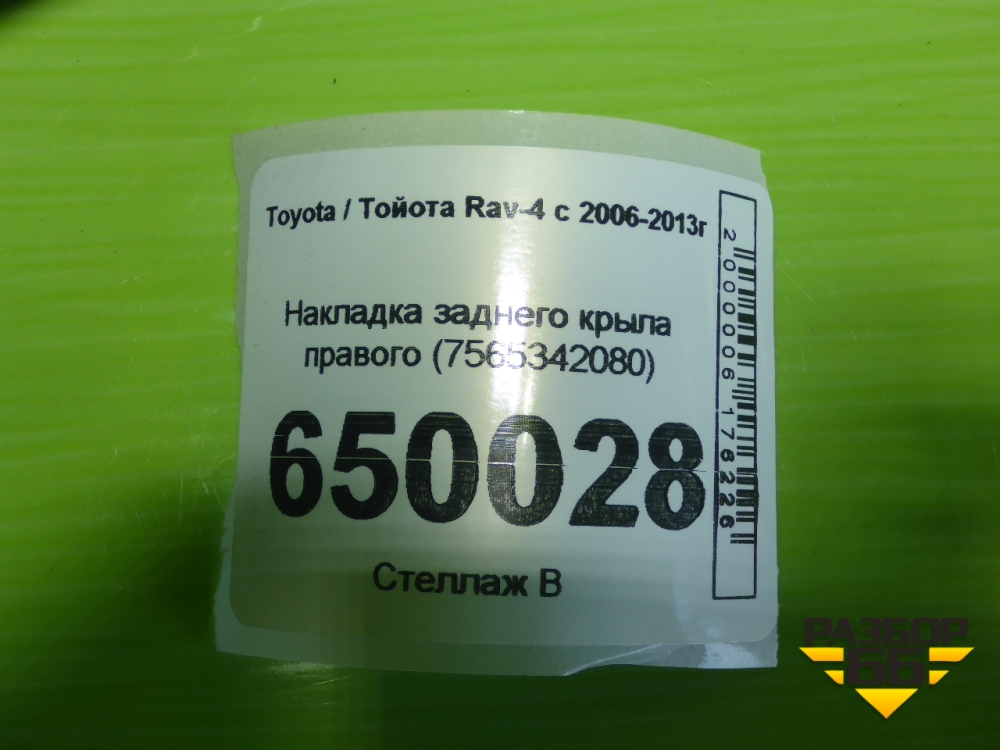 Toyota / Тойота Rav-4 с 2006-2013г
Накладка заднего крыла
правого (7565342080)
650028
Стеллаж В
2000006176226
РАЗБОР
66